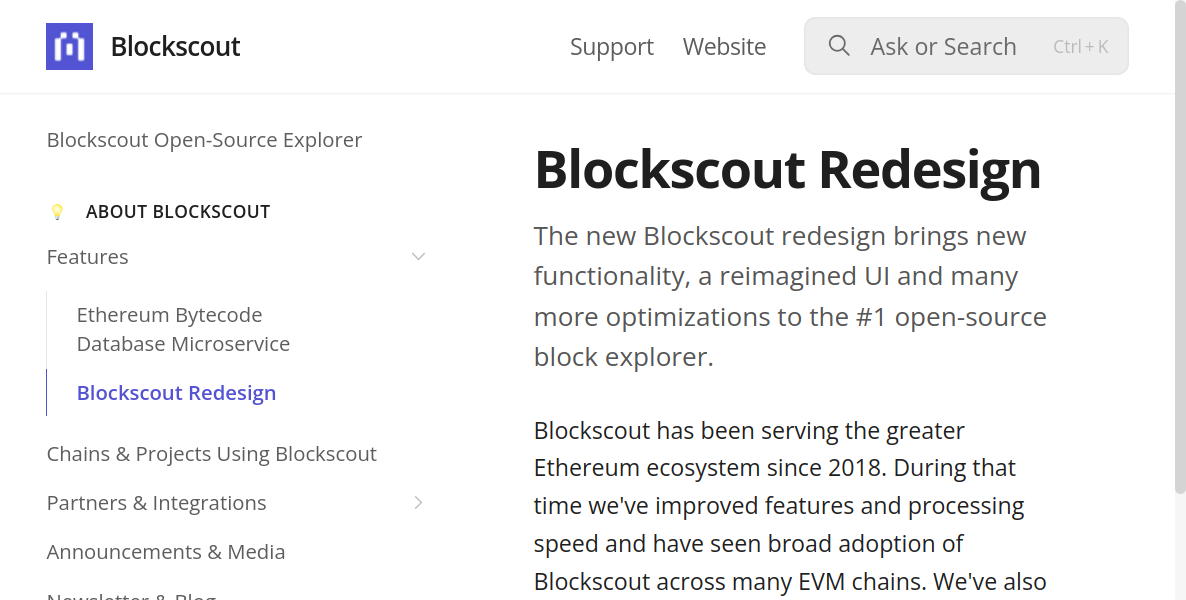 Blockscout
Support
Website
Ask or Search
Ctrl + K
Blockscout Open-Source Explorer
ABOUT BLOCKSCOUT
Features
Ethereum Bytecode
Database Microservice
Blockscout Redesign
Chains & Projects Using Blockscout
Partners & Integrations
Announcements & Media
Newsletter & Blog
Blockscout Redesign
The new Blockscout redesign brings new
functionality, a reimagined UI and many
more optimizations to the #1 open-source
block explorer.
Blockscout has been serving the greater
Ethereum ecosystem since 2018. During that
time we've improved features and processing
speed and have seen broad adoption of
Blockscout across many EVM chains. We've also